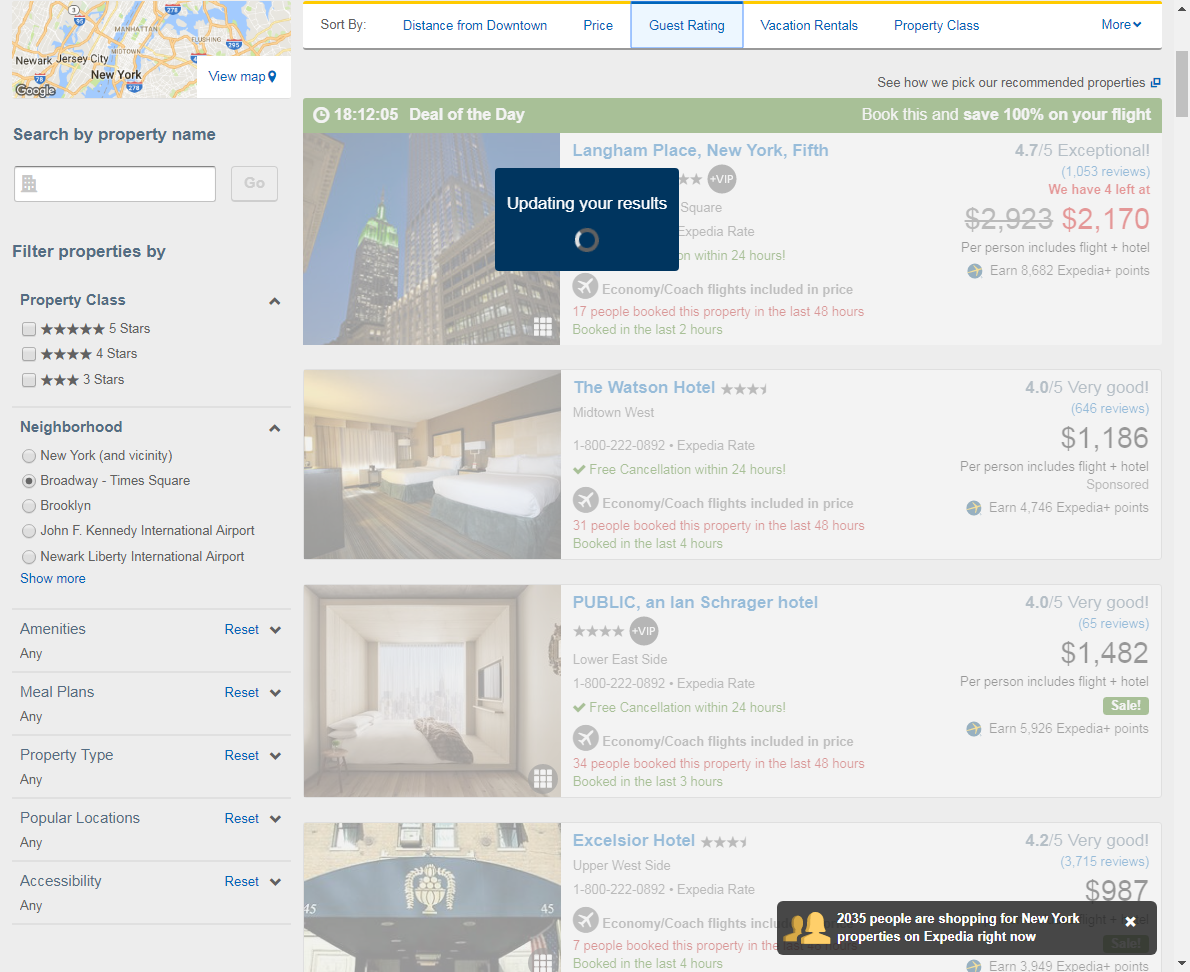 3
278
95
MANHATTAN
FLUSHING
MIDTOWN
295
Newark Jersey City
New York
78
278
Google
View map
Search by property name
Go
Filter properties by
Property Class
5 Stars
4 Stars
3 Stars
Neighborhood
New York (and vicinity)
Broadway - Times Square
Brooklyn
John F. Kennedy International Airport
Newark Liberty International Airport
Show more
Amenities Reset
Any
Meal Plans Reset
Any
Property Type Reset
Any
Popular Locations Reset
Any
Accessibility Reset
Any
Sort By: Distance from Downtown Price Guest Rating Vacation Rentals Property Class More
See how we pick our recommended properties
18:12:05 Deal of the Day Book this and save 100% on your flight
Langham Place, New York, Fifth
+VIP
Square
Expedia Rate
on within 24 hours!
Economy/Coach flights included in price
17 people booked this property in the last 48 hours
Booked in the last 2 hours
4.7/5 Exceptional!
(1,053 reviews)
We have 4 left at
$2,923 $2,170
Per person includes flight + hotel
Earn 8,682 Expedia+ points
Updating your results
The Watson Hotel
Midtown West
1-800-222-0892 • Expedia Rate
Free Cancellation within 24 hours!
Economy/Coach flights included in price
31 people booked this property in the last 48 hours
Booked in the last 4 hours
4.0/5 Very good!
(646 reviews)
$1,186
Per person includes flight + hotel
Sponsored
Earn 4,746 Expedia+ points
PUBLIC, an Ian Schrager hotel
+VIP
Lower East Side
1-800-222-0892 • Expedia Rate
Free Cancellation within 24 hours!
Economy/Coach flights included in price
34 people booked this property in the last 48 hours
Booked in the last 3 hours
4.0/5 Very good!
(65 reviews)
$1,482
Per person includes flight + hotel
Sale!
Earn 5,926 Expedia+ points
45 45
Excelsior Hotel
Upper West Side
1-800-222-0892 • Expedia Rate
Economy/Coach flights includ
7 people booked this property in the
Booked in the last 4 hours
4.2/5 Very good!
(3,715 reviews)
$987
flight + hotel
Sale!
Earn 3,949 Expedia+ points
2035 people are shopping for New York
properties on Expedia right now